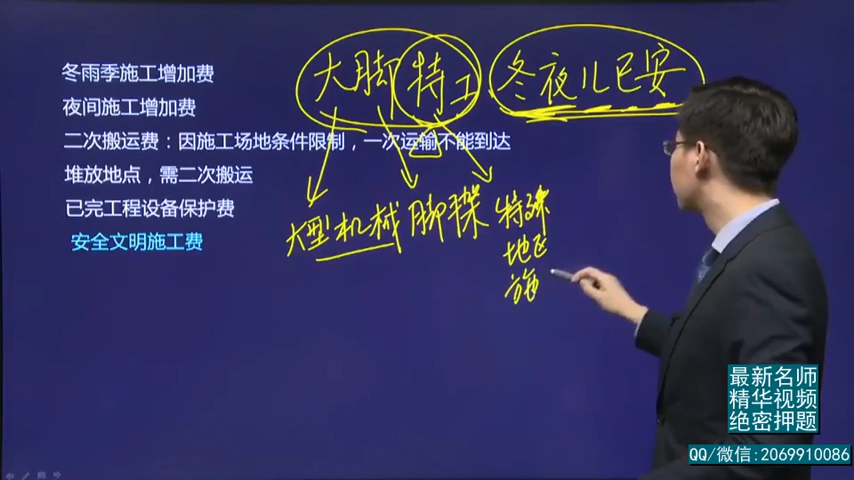 冬雨季施工增加费
夜间施工增加费
二次搬运费：因施工场地条件限制，一次运输不能到达
堆放地点，需二次搬运
已完工程设备保护费
安全文明施工费
大脚特工 冬夜儿已安
大型机械 脚手架 特殊
地区
施
最新名师
精华视频
绝密押题
QQ/微信:2069910086